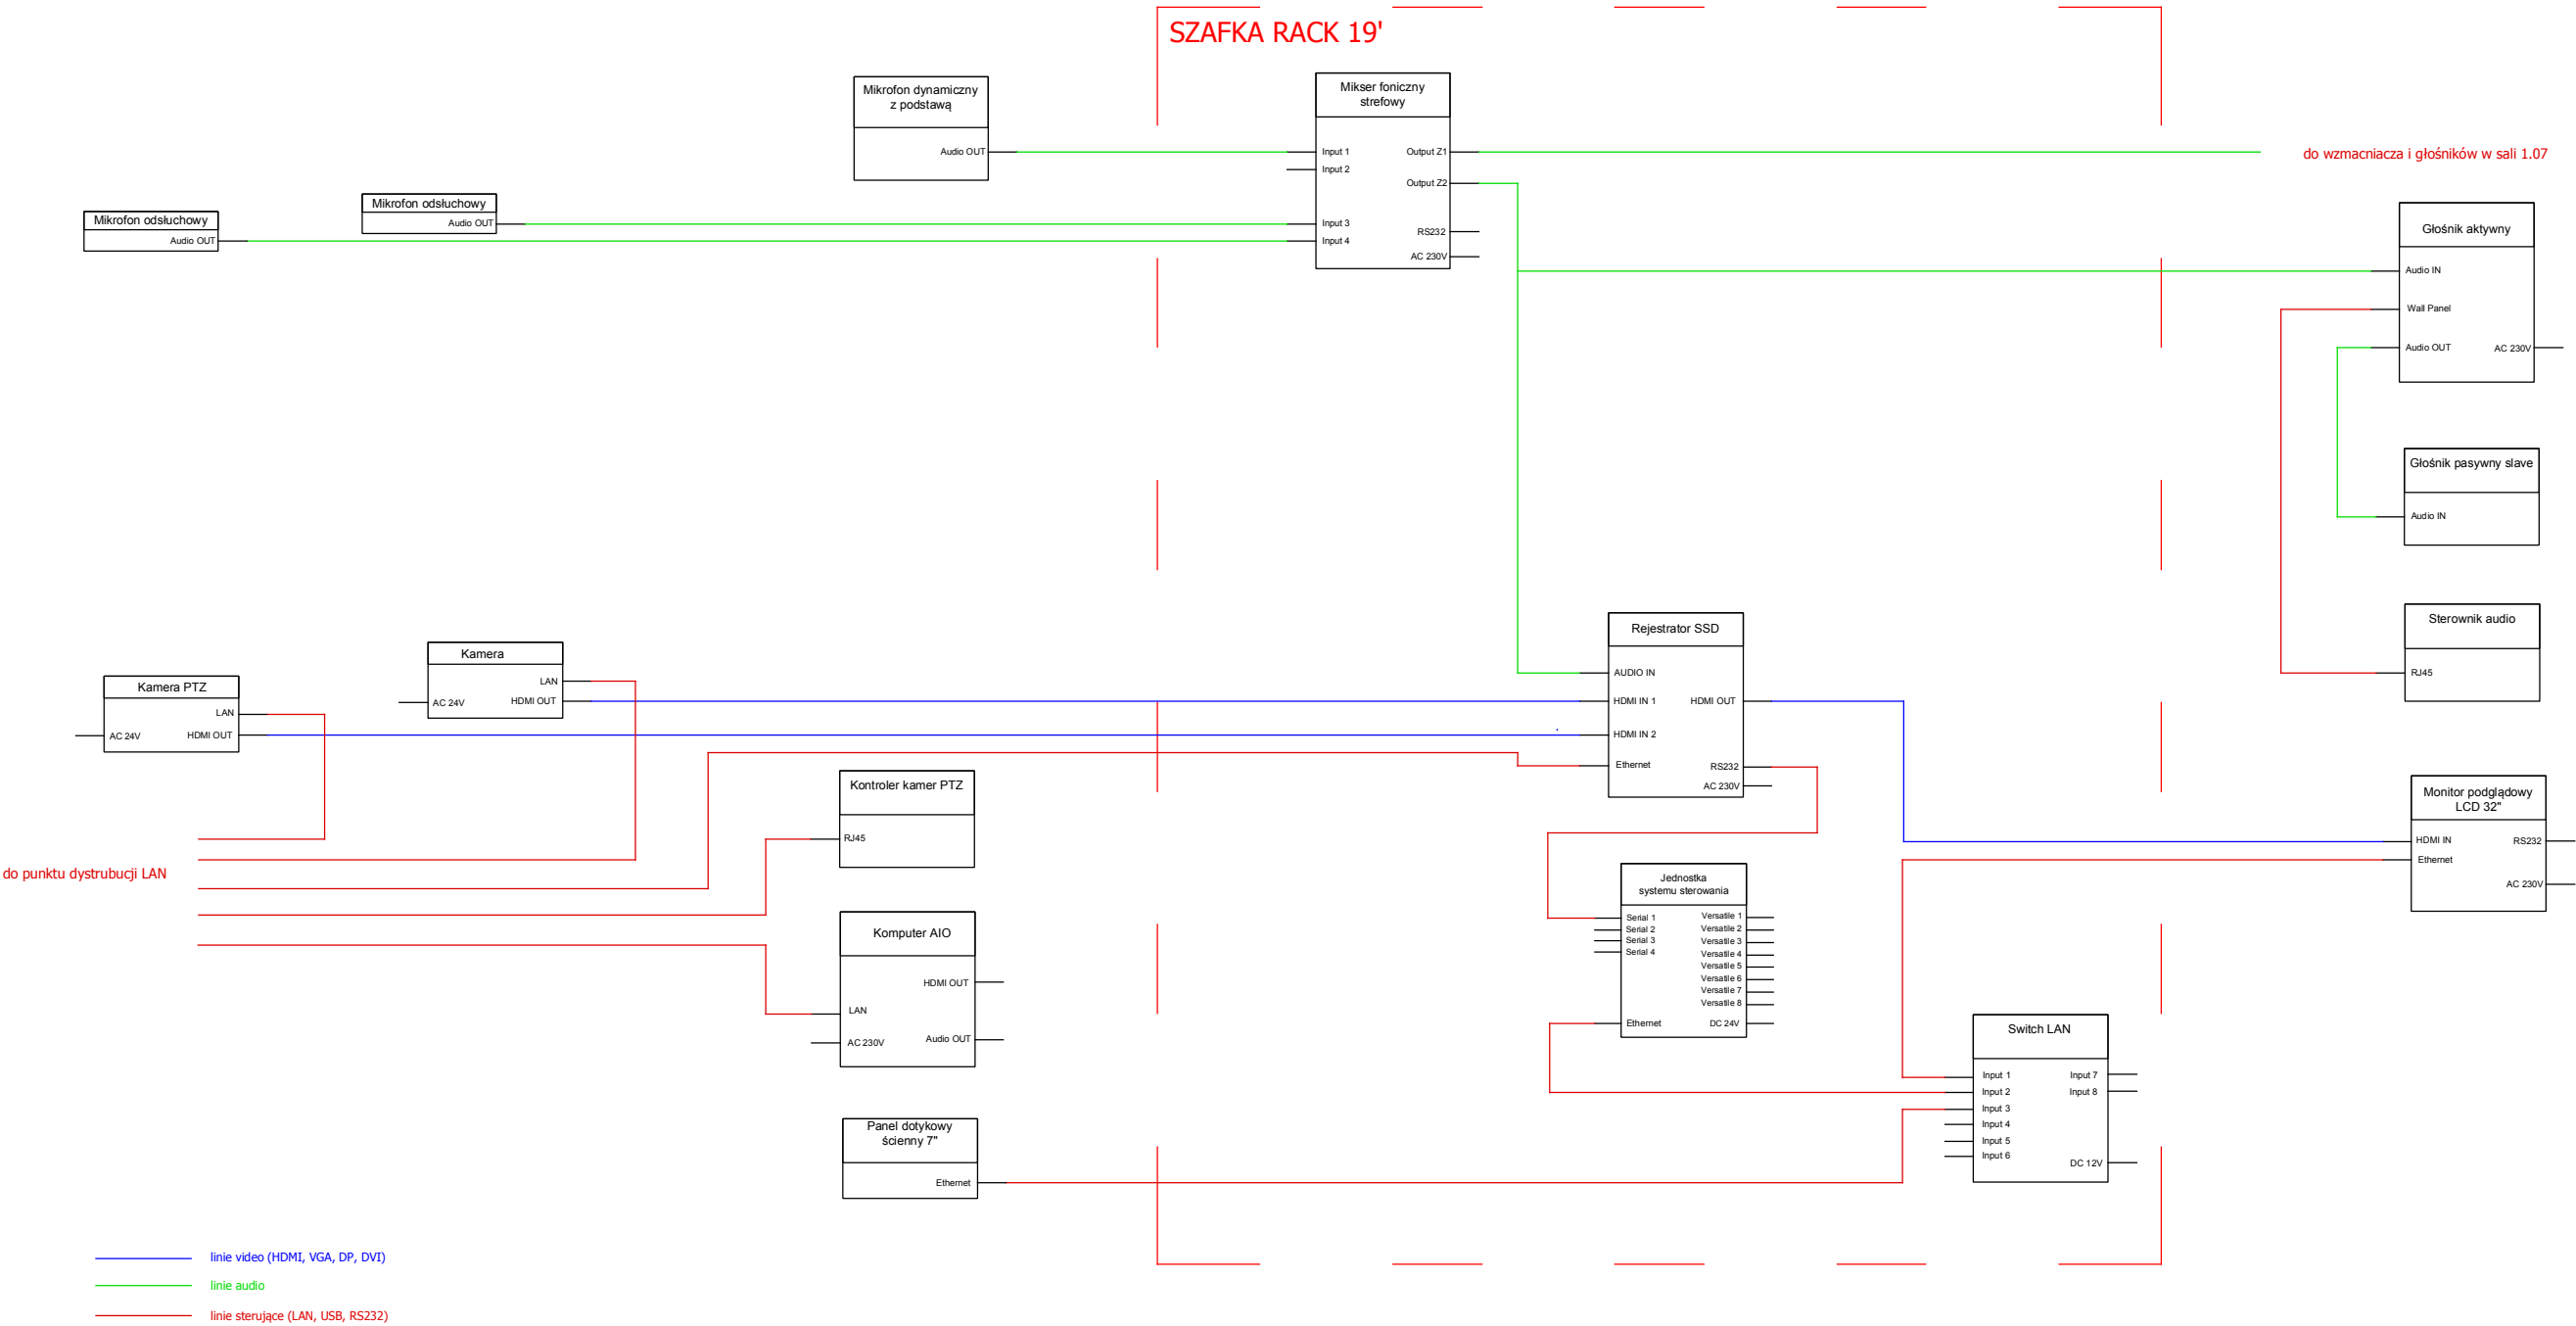 SZAFKA RACK 19'
Mikrofon dynamiczny
z podstawą
Audio OUT
Mikser foniczny
strefowy
Input 1
Input 2
Input 3
Input 4
Output Z1
Output Z2
RS232
AC 230V
do wzmacniacza i głośników w sali 1.07
Mikrofon odsłuchowy
Audio OUT
Mikrofon odsłuchowy
Audio OUT
Głośnik aktywny
Audio IN
Wall Panel
Audio OUT
AC 230V
Głośnik pasywny slave
Audio IN
Sterownik audio
RJ45
Rejestrator SSD
AUDIO IN
HDMI IN 1
HDMI IN 2
Ethernet
HDMI OUT
RS232
AC 230V
Kamera
LAN
AC 24V
HDMI OUT
Kamera PTZ
LAN
AC 24V
HDMI OUT
Kontroler kamer PTZ
RJ45
do punktu dystrubucji LAN
Komputer AIO
HDMI OUT
LAN
AC 230V
Audio OUT
Monitor podglądowy
LCD 32"
HDMI IN
Ethernet
RS232
AC 230V
Jednostka
systemu sterowania
Serial 1
Serial 2
Serial 3
Serial 4
Ethernet
Versatile 1
Versatile 2
Versatile 3
Versatile 4
Versatile 5
Versatile 6
Versatile 7
Versatile 8
DC 24V
Switch LAN
Input 1
Input 2
Input 3
Input 4
Input 5
Input 6
Input 7
Input 8
DC 12V
Panel dotykowy
ścienny 7"
Ethernet
linie video (HDMI, VGA, DP, DVI)
linie audio
linie sterujące (LAN, USB, RS232)